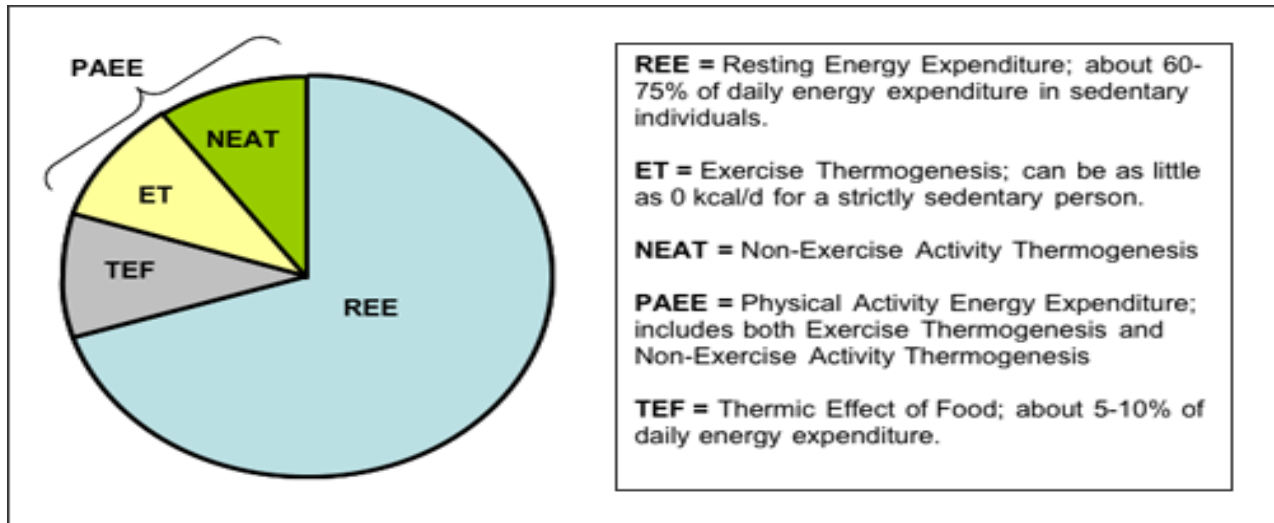 PAEE
NEAT
ET
TEF
REE
REE = Resting Energy Expenditure; about 60-
75% of daily energy expenditure in sedentary
individuals.
ET = Exercise Thermogenesis; can be as little
as 0 kcal/d for a strictly sedentary person.
NEAT = Non-Exercise Activity Thermogenesis
PAEE = Physical Activity Energy Expenditure;
includes both Exercise Thermogenesis and
Non-Exercise Activity Thermogenesis
TEF = Thermic Effect of Food; about 5-10% of
daily energy expenditure.